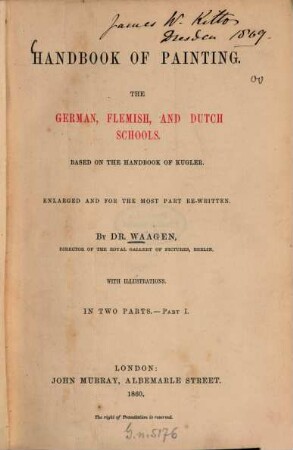 James W. Kitto
Dresden 1869.
HANDBOOK OF PAINTING.
THE
GERMAN, FLEMISH, AND DUTCH
SCHOOLS.
BASED ON THE HANDBOOK OF KUGLER.
ENLARGED AND FOR THE MOST PART RE-WRITTEN.
BY DR. WAAGEN,
DIRECTOR OF THE ROYAL GALLERY OF PICTURES, BERLIN.
WITH ILLUSTRATIONS.
IN TWO PARTS.—PART I.
LONDON:
JOHN MURRAY, ALBEMARLE STREET.
1860.
The right of Translation is reserved.
G.n.5176